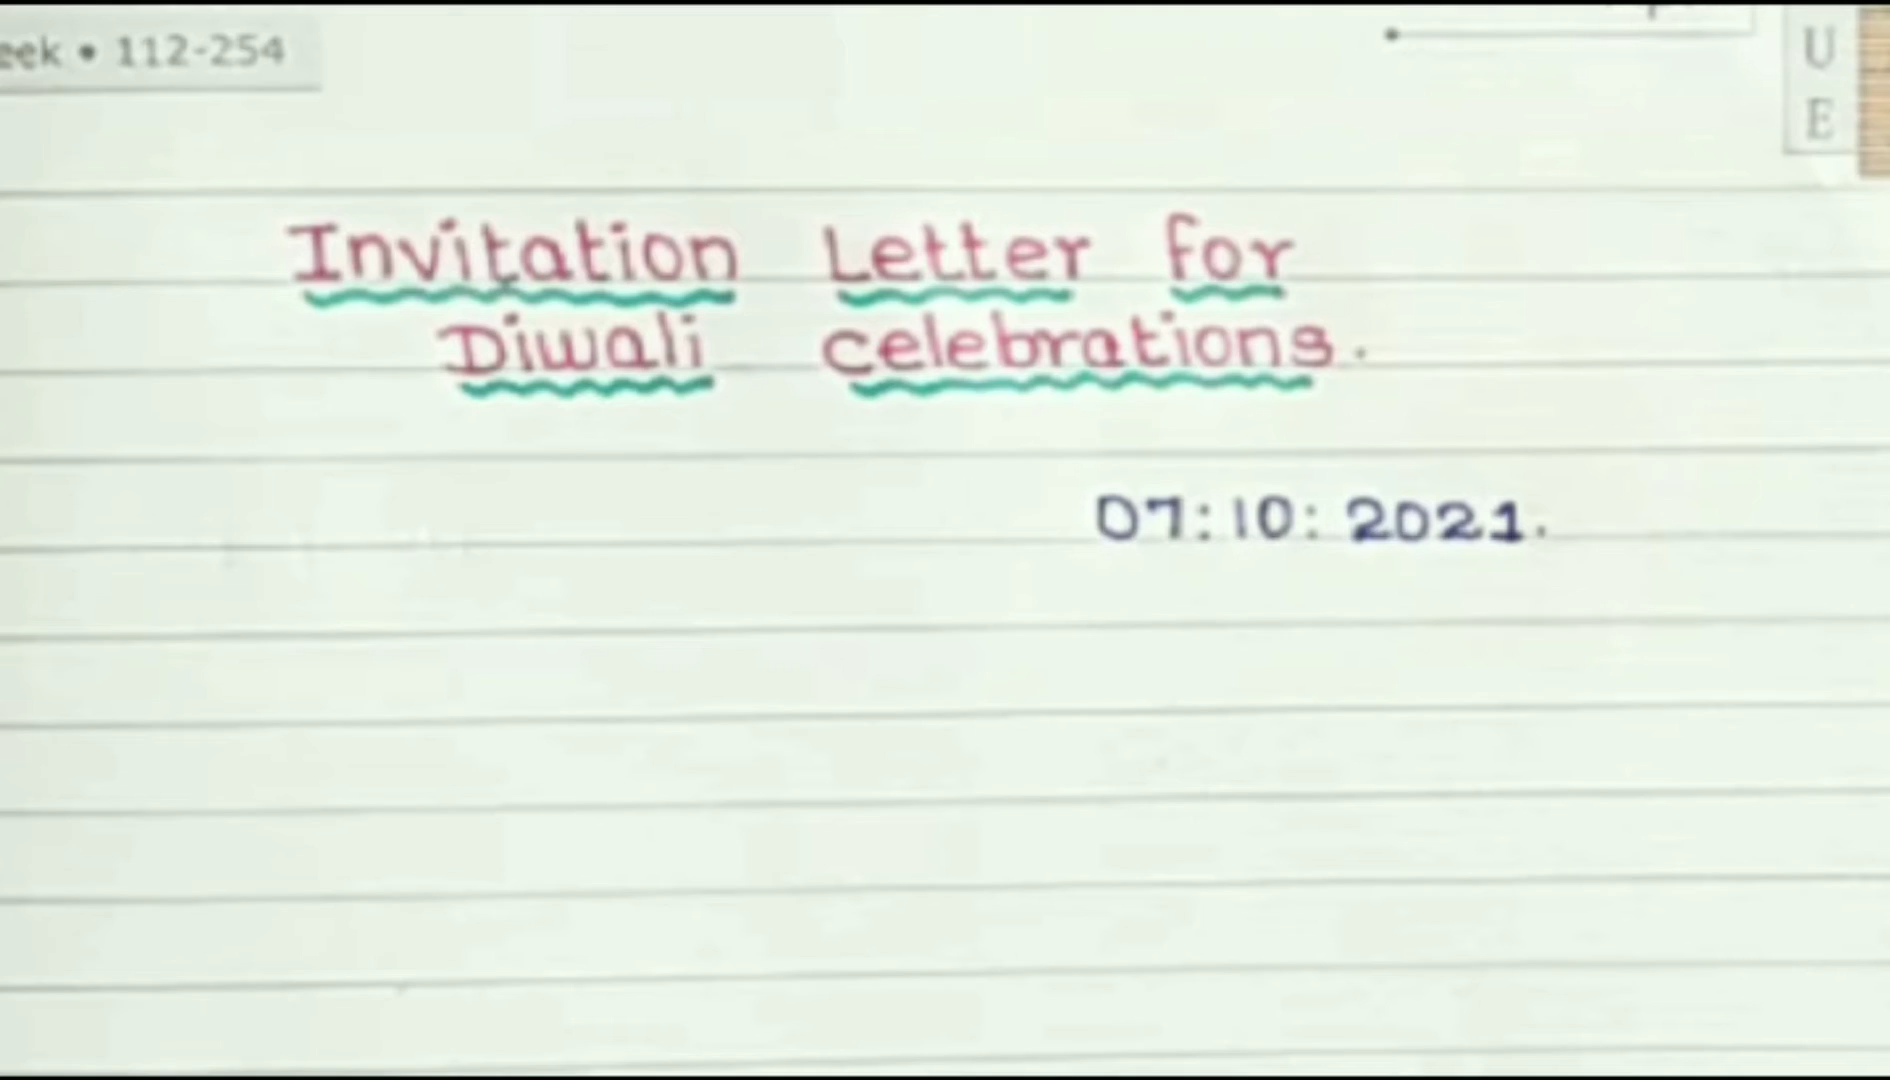 eek • 112-254
U
E
Invitation Letter for
Diwali celebrations.
07:10: 2021.